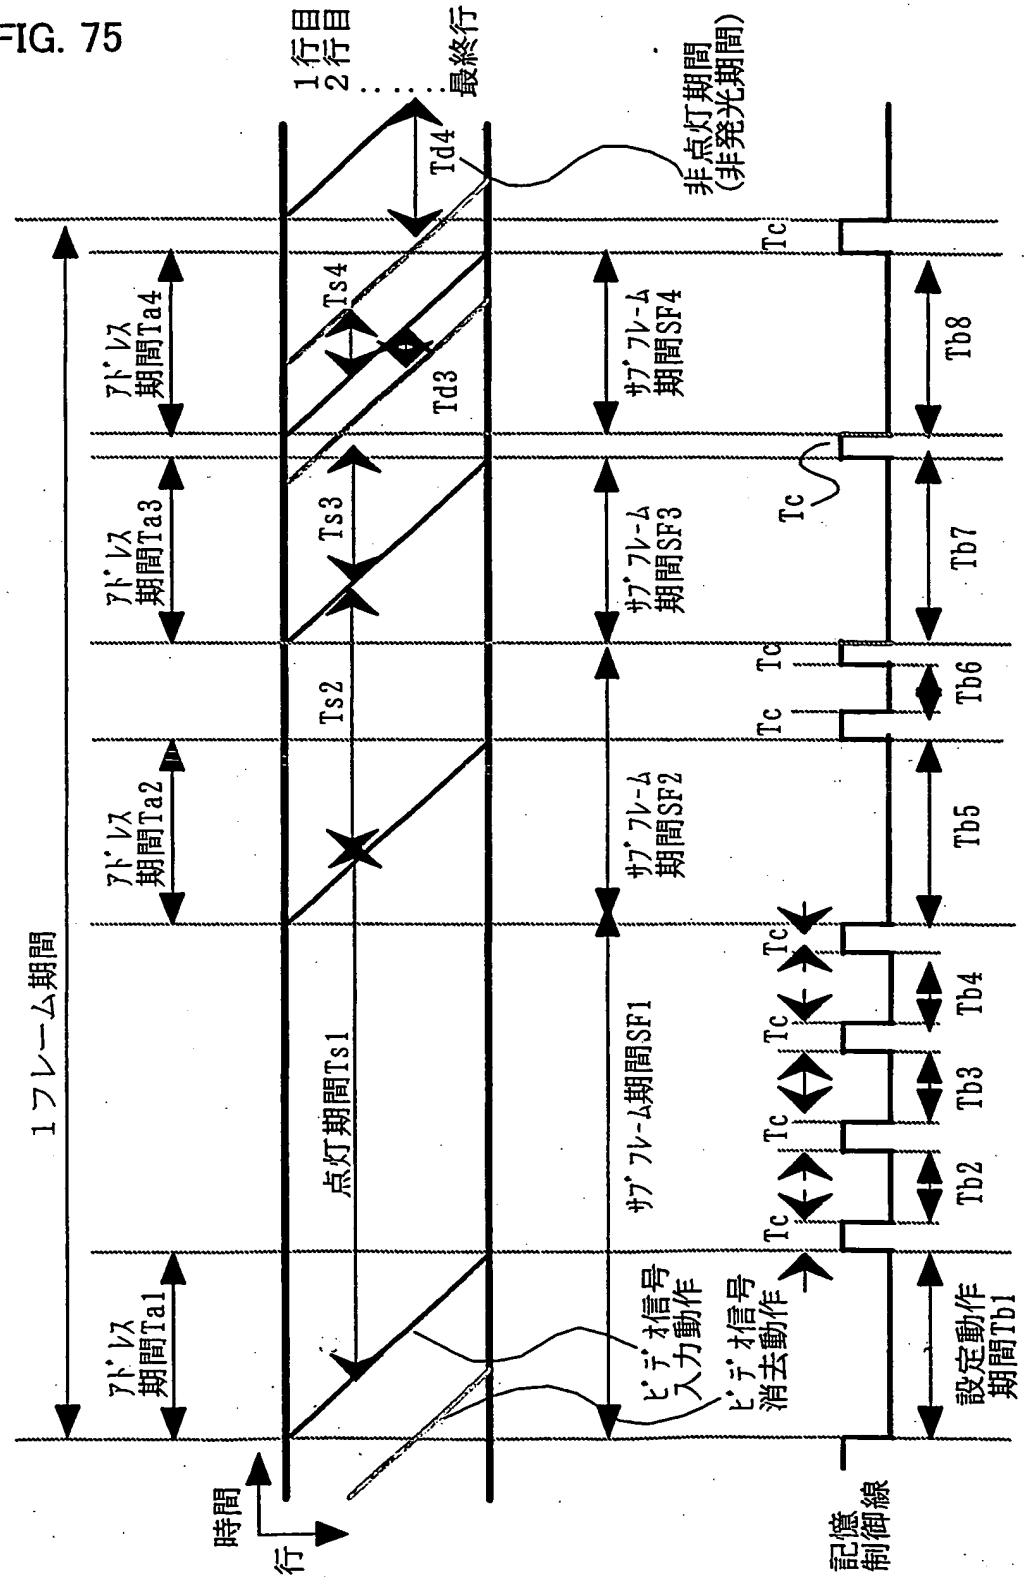 FIG. 75
1フレーム期間
アドレス
期間Ta1
アドレス
期間Ta2
アドレス
期間Ta3
アドレス
期間Ta4
時間
行
1行目
2行目
.......
最終行
点灯期間Ts1
Ts2
Ts3
Ts4
Td3
Td4
非点灯期間
(非発光期間)
ビデオ信号
入力動作
ビデオ信号
消去動作
サブフレーム期間SF1
サブフレーム
期間SF2
サブフレーム
期間SF3
サブフレーム
期間SF4
記憶
制御線
Tc
Tc
Tc
Tc
Tc
Tc
Tc
Tc
設定動作
期間Tb1
Tb2
Tb3
Tb4
Tb5
Tb6
Tb7
Tb8